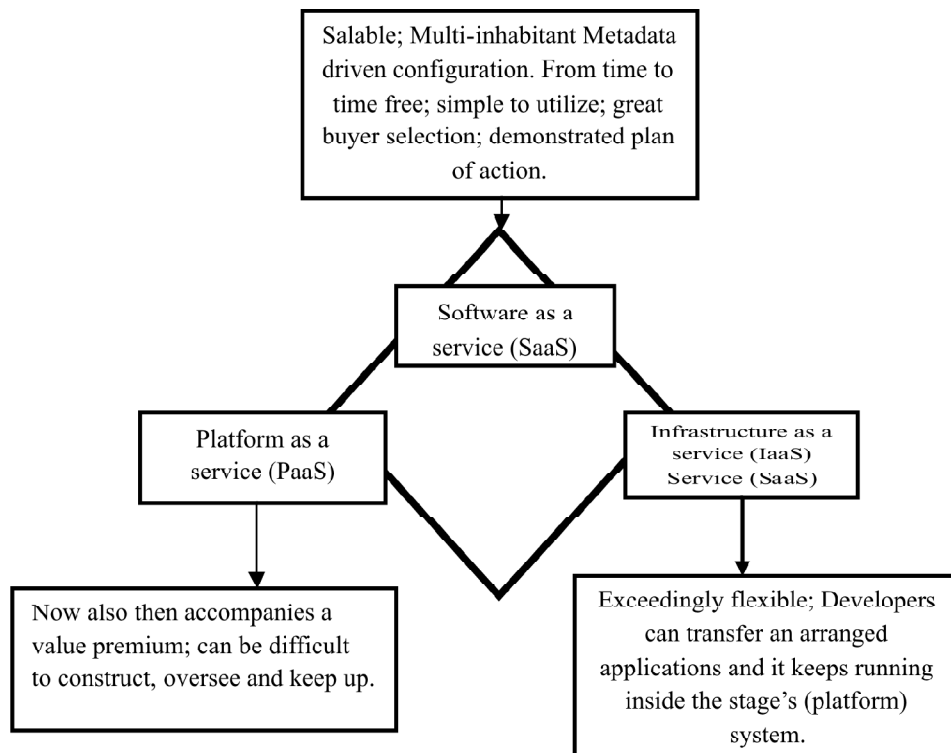 Salable; Multi-inhabitant Metadata
driven configuration. From time to
time free; simple to utilize; great
buyer selection; demonstrated plan
of action.
Software as a
service (SaaS)
Platform as a
service (PaaS)
Infrastructure as a
service (IaaS)
Service (SaaS)
Now also then accompanies a
value premium; can be difficult
to construct, oversee and keep up.
Exceedingly flexible; Developers
can transfer an arranged
applications and it keeps running
inside the stage’s (platform)
system.